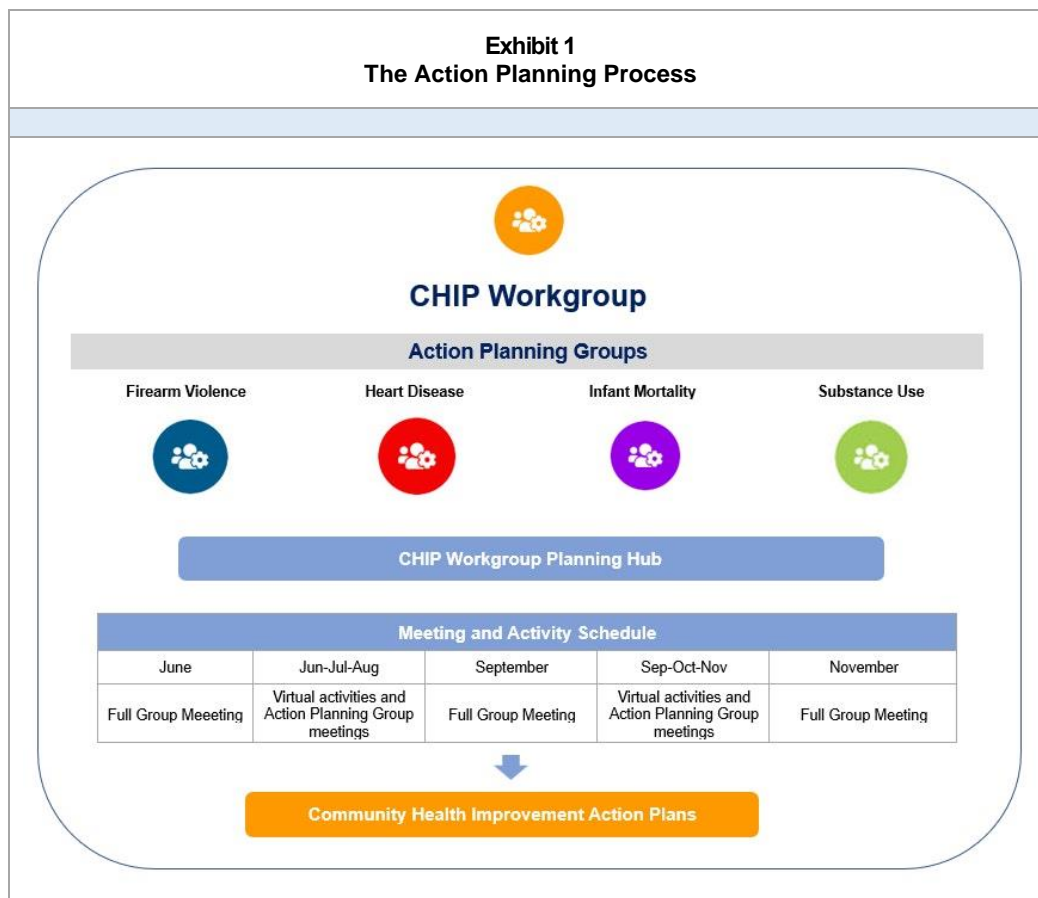 Exhibit 1
The Action Planning Process
CHIP Workgroup
Action Planning Groups
Firearm Violence
Heart Disease
Infant Mortality
Substance Use
CHIP Workgroup Planning Hub
Meeting and Activity Schedule
June
Jun-Jul-Aug
September
Sep-Oct-Nov
November
Full Group Meeeting
Virtual activities and
Action Planning Group
meetings
Full Group Meeting
Virtual activities and
Action Planning Group
meetings
Full Group Meeting
Community Health Improvement Action Plans